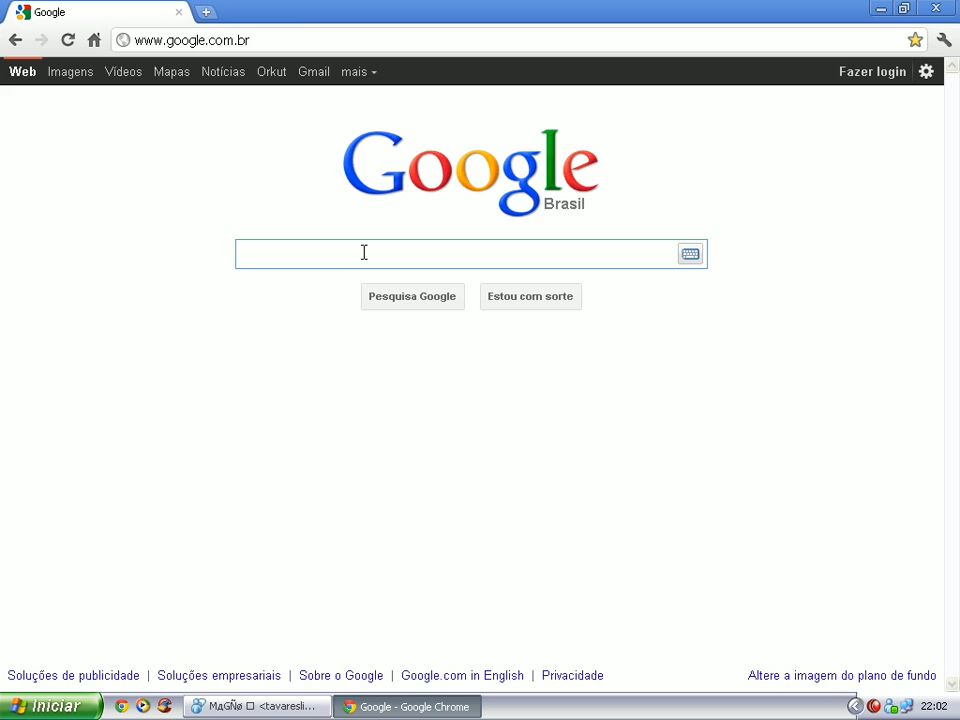 Google
www.google.com.br
Web Imagens Vídeos Mapas Notícias Orkut Gmail mais Fazer login
Google
Brasil
Pesquisa Google Estou com sorte
Soluções de publicidade | Soluções empresariais | Sobre o Google | Google.com in English | Privacidade Altere a imagem do plano de fundo
Iniciar MдGÑø □ <tavaresli... Google - Google Chrome 22:02